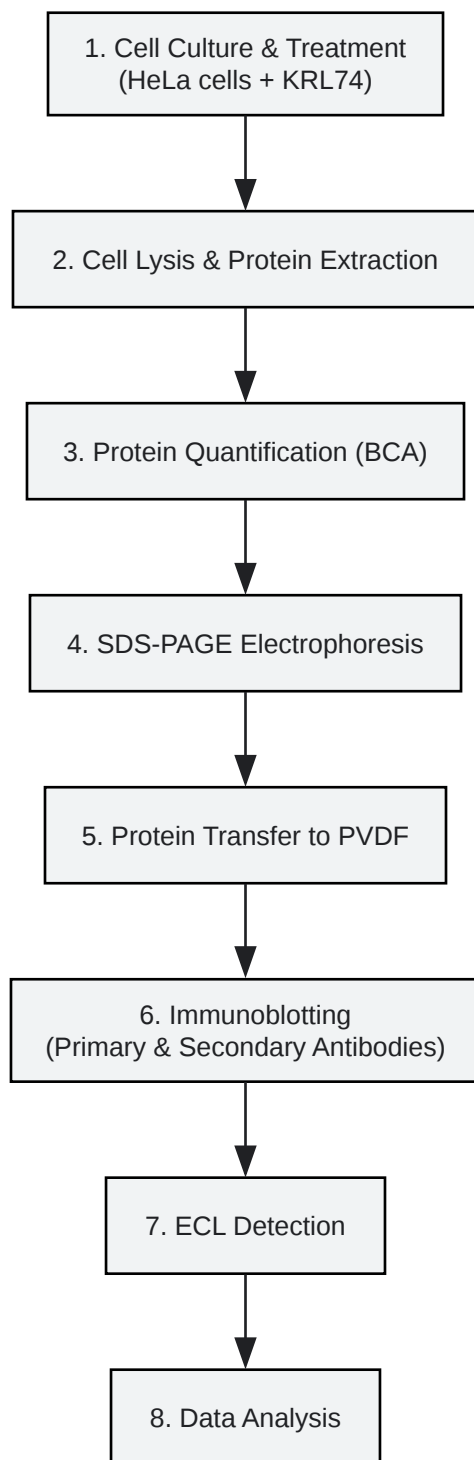 1. Cell Culture & Treatment
(HeLa cells + KRL74)
2. Cell Lysis & Protein Extraction
3. Protein Quantification (BCA)
4. SDS-PAGE Electrophoresis
5. Protein Transfer to PVDF
6. Immunoblotting
(Primary & Secondary Antibodies)
7. ECL Detection
8. Data Analysis